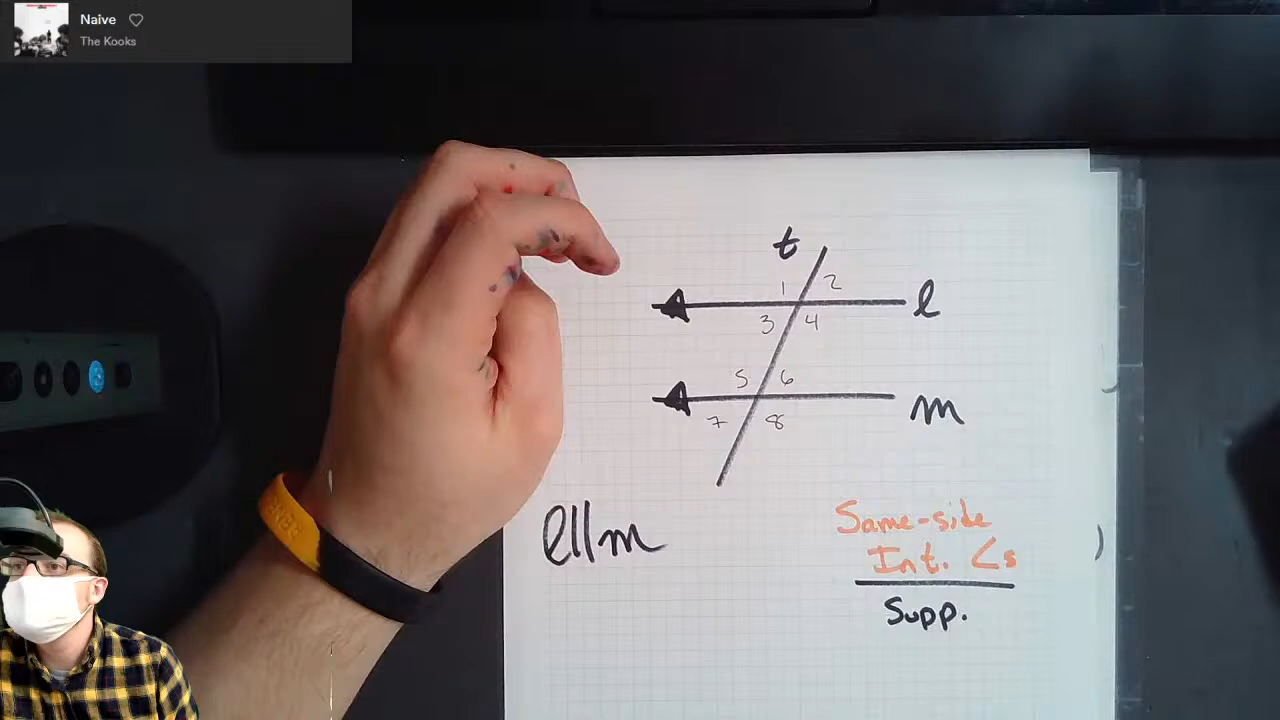 Naive
The Kooks
t
1 2
l
3 4
5 6
m
7 8
l||m
Same-side
Int. ∠s
Supp.